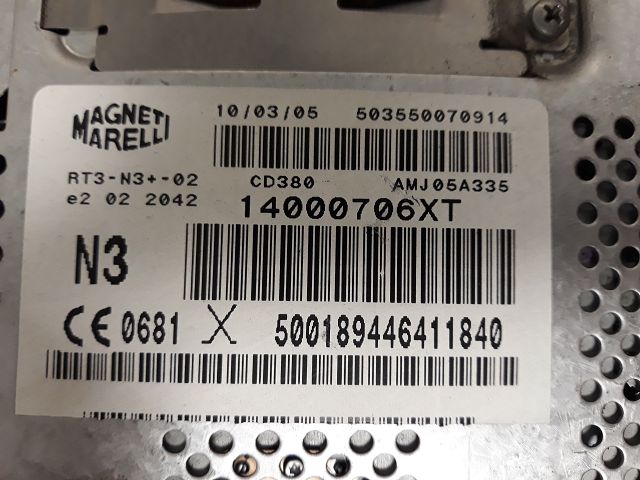 MAGNETI
MARELLI
10/03/05 503550070914
RT3-N3+-02 CD380 AMJ05A335
e2 02 2042 14000706XT
N3
CE 0681 X 500189446411840